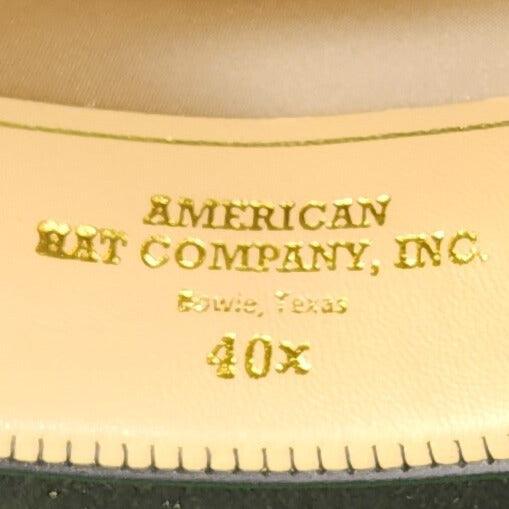 AMERICAN
HAT COMPANY, INC.
Bowie, Texas
40x